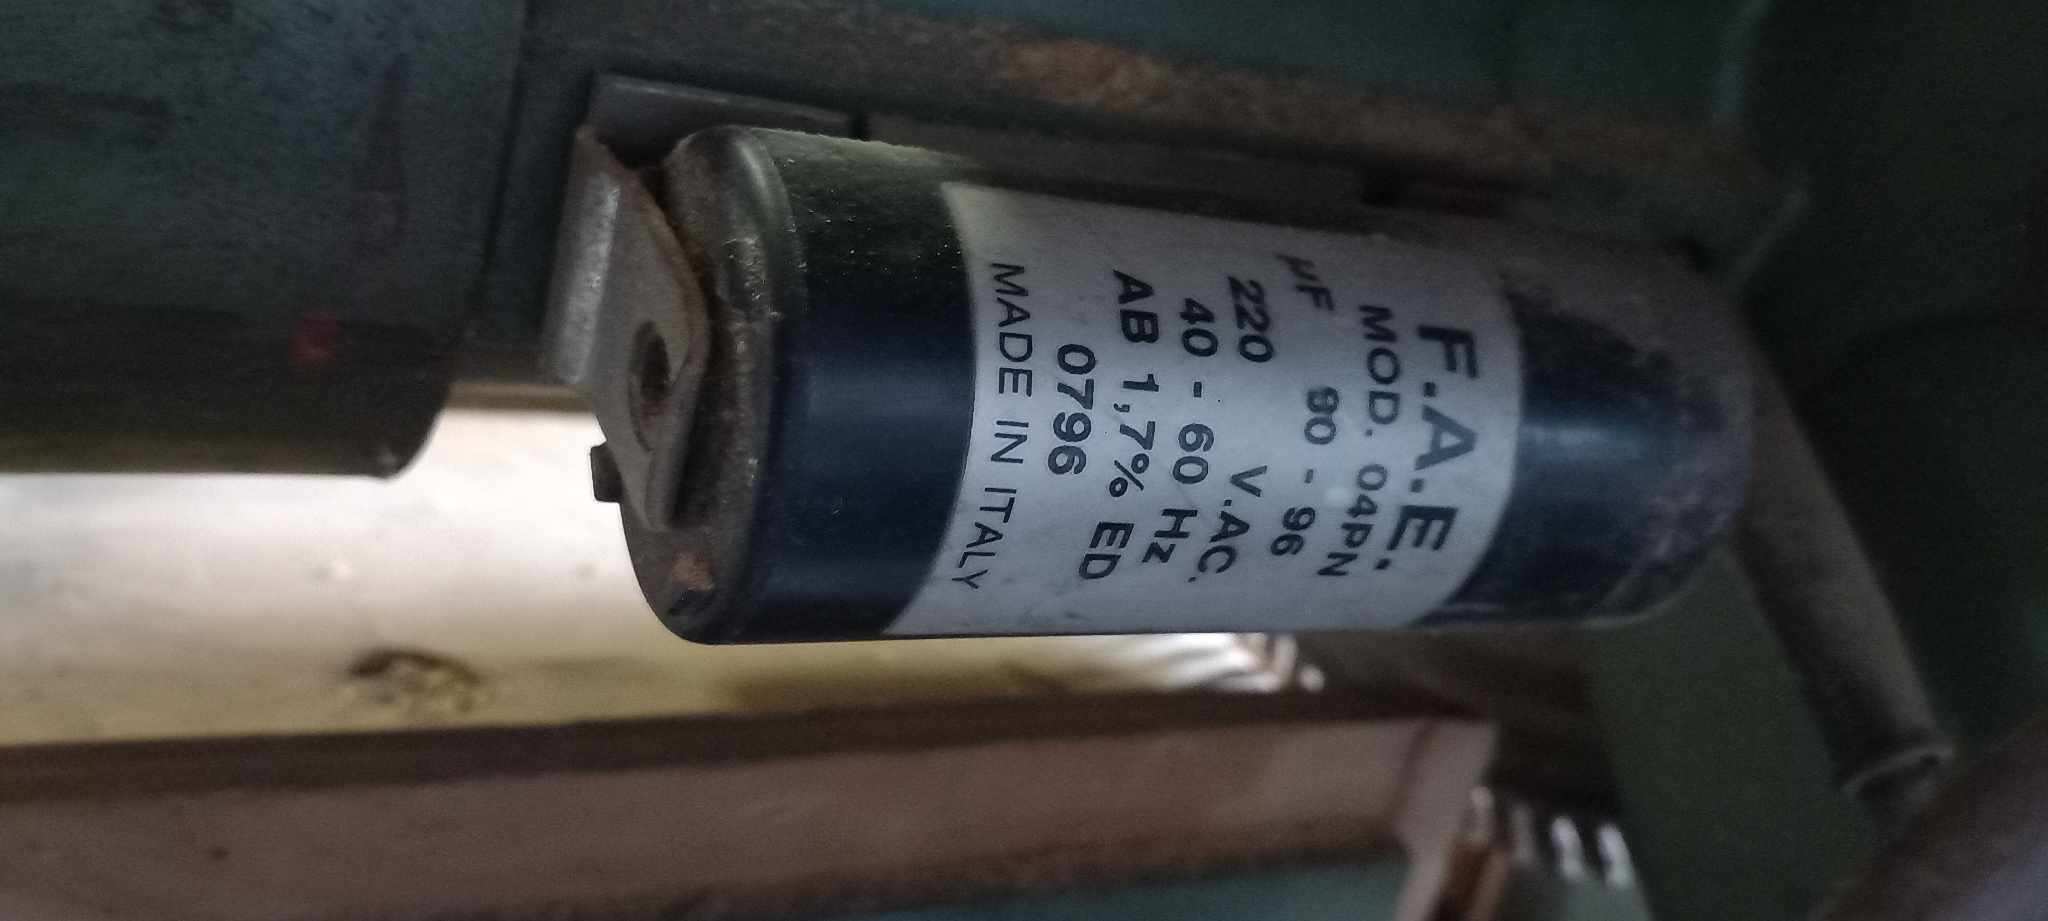 F.A.E.
MOD. 04PN
µF 80 - 96
220 V.AC.
40 - 60 Hz
AB 1,7% ED
0796
MADE IN ITALY